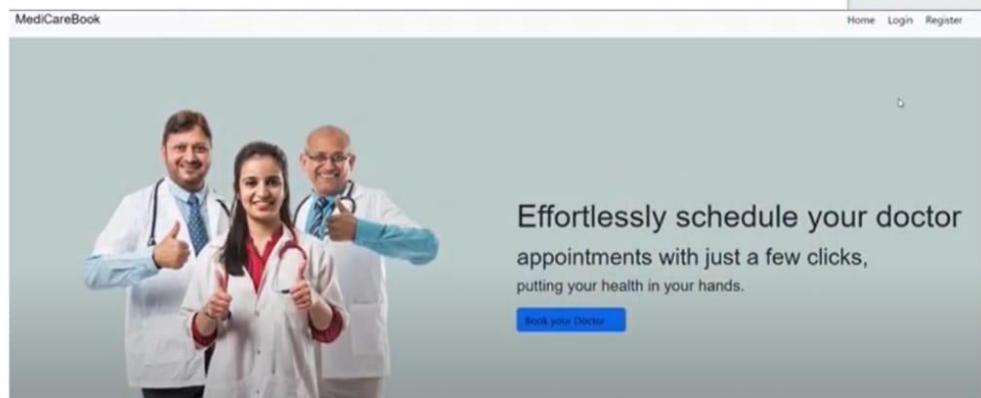 MediCareBook
Home Login Register
Effortlessly schedule your doctor
appointments with just a few clicks,
putting your health in your hands.
Book your Doctor